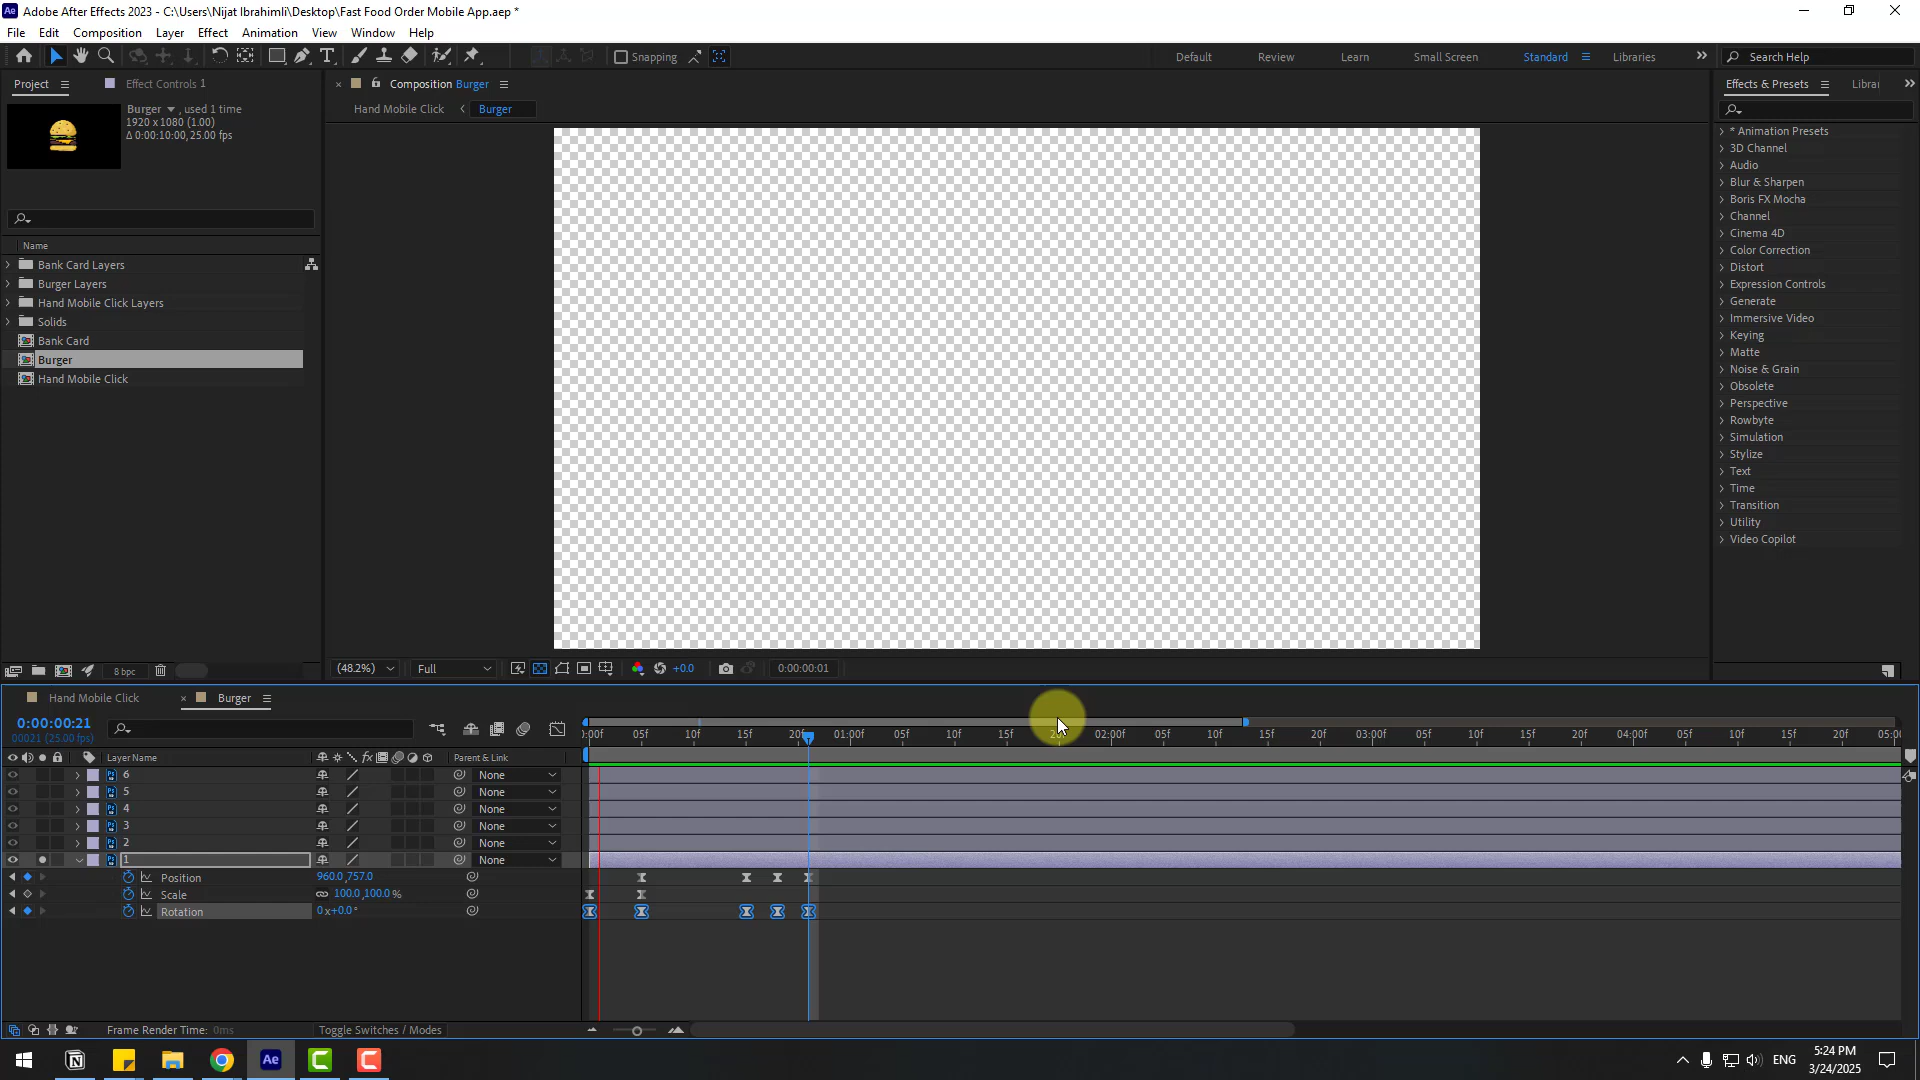 Adobe After Effects 2023 - C:\Users\Nijat Ibrahimli\Desktop\Fast Food Order Mobile App.aep *
File Edit Composition Layer Effect Animation View Window Help
Snapping Default Review Learn Small Screen Standard Libraries Search Help
Project Effect Controls 1 Composition Burger Effects & Presets
Burger , used 1 time
1920 x 1080 (1.00)
Δ 0:00:10:00, 25.00 fps
Hand Mobile Click Burger
Name
Bank Card Layers
Burger Layers
Hand Mobile Click Layers
Solids
Bank Card
Burger
Hand Mobile Click
* Animation Presets
3D Channel
Audio
Blur & Sharpen
Boris FX Mocha
Channel
Cinema 4D
Color Correction
Distort
Expression Controls
Generate
Immersive Video
Keying
Matte
Noise & Grain
Obsolete
Perspective
Rowbyte
Simulation
Stylize
Text
Time
Transition
Utility
Video Copilot
8 bpc (48.2%) Full +0.0 0:00:00:01
Hand Mobile Click Burger
0:00:00:21
00021 (25.00 fps)
:00f 05f 10f 15f 20f 01:00f 05f 10f 15f 20f 02:00f 05f 10f 15f 20f 03:00f 05f 10f 15f 20f 04:00f 05f 10f 15f 20f 05:00
Layer Name Parent & Link
6 None
5 None
4 None
3 None
2 None
1 None
Position 960.0,757.0
Scale 100.0,100.0 %
Rotation 0x+0.0°
Frame Render Time: 0ms Toggle Switches / Modes
ENG 5:24 PM
3/24/2025